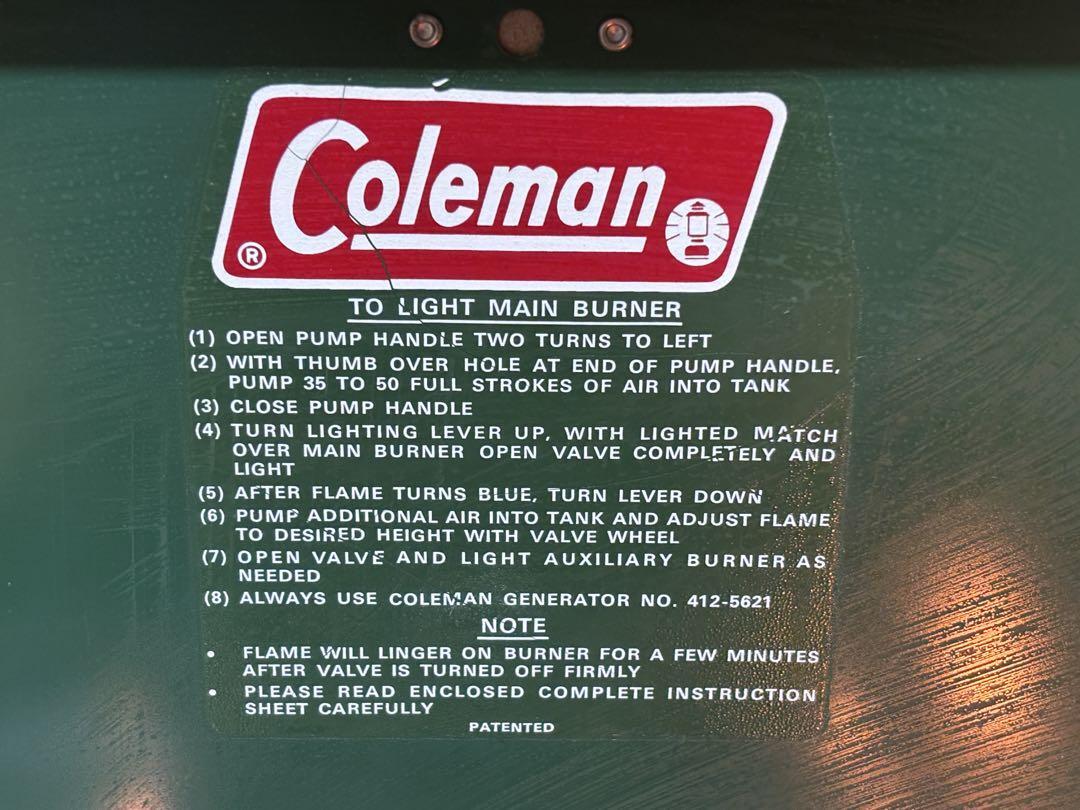 Coleman
®
TO LIGHT MAIN BURNER
(1) OPEN PUMP HANDLE TWO TURNS TO LEFT
(2) WITH THUMB OVER HOLE AT END OF PUMP HANDLE,
PUMP 35 TO 50 FULL STROKES OF AIR INTO TANK
(3) CLOSE PUMP HANDLE
(4) TURN LIGHTING LEVER UP, WITH LIGHTED MATCH
OVER MAIN BURNER OPEN VALVE COMPLETELY AND
LIGHT
(5) AFTER FLAME TURNS BLUE, TURN LEVER DOWN
(6) PUMP ADDITIONAL AIR INTO TANK AND ADJUST FLAME
TO DESIRED HEIGHT WITH VALVE WHEEL
(7) OPEN VALVE AND LIGHT AUXILIARY BURNER AS
NEEDED
(8) ALWAYS USE COLEMAN GENERATOR NO. 412-5621
NOTE
• FLAME WILL LINGER ON BURNER FOR A FEW MINUTES
AFTER VALVE IS TURNED OFF FIRMLY
• PLEASE READ ENCLOSED COMPLETE INSTRUCTION
SHEET CAREFULLY
PATENTED